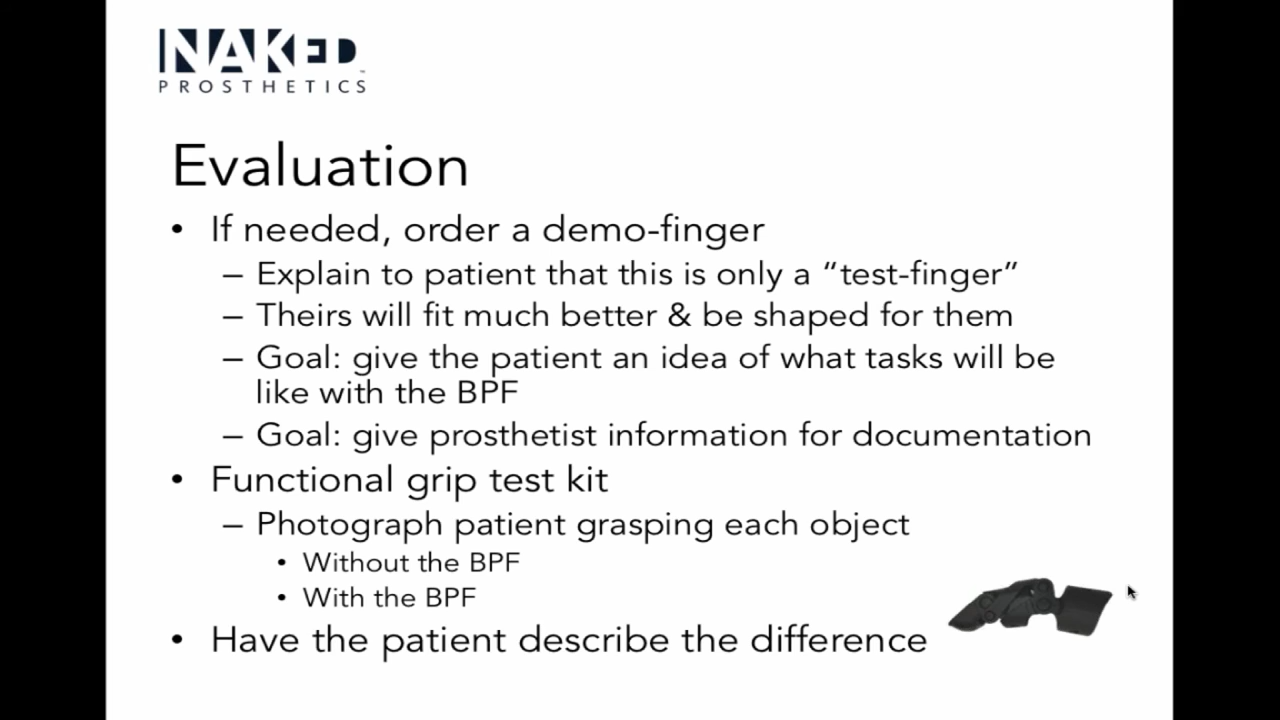 NAKED
PROSTHETICS
Evaluation
• If needed, order a demo-finger
– Explain to patient that this is only a “test-finger”
– Theirs will fit much better & be shaped for them
– Goal: give the patient an idea of what tasks will be
like with the BPF
– Goal: give prosthetist information for documentation
• Functional grip test kit
– Photograph patient grasping each object
• Without the BPF
• With the BPF
• Have the patient describe the difference